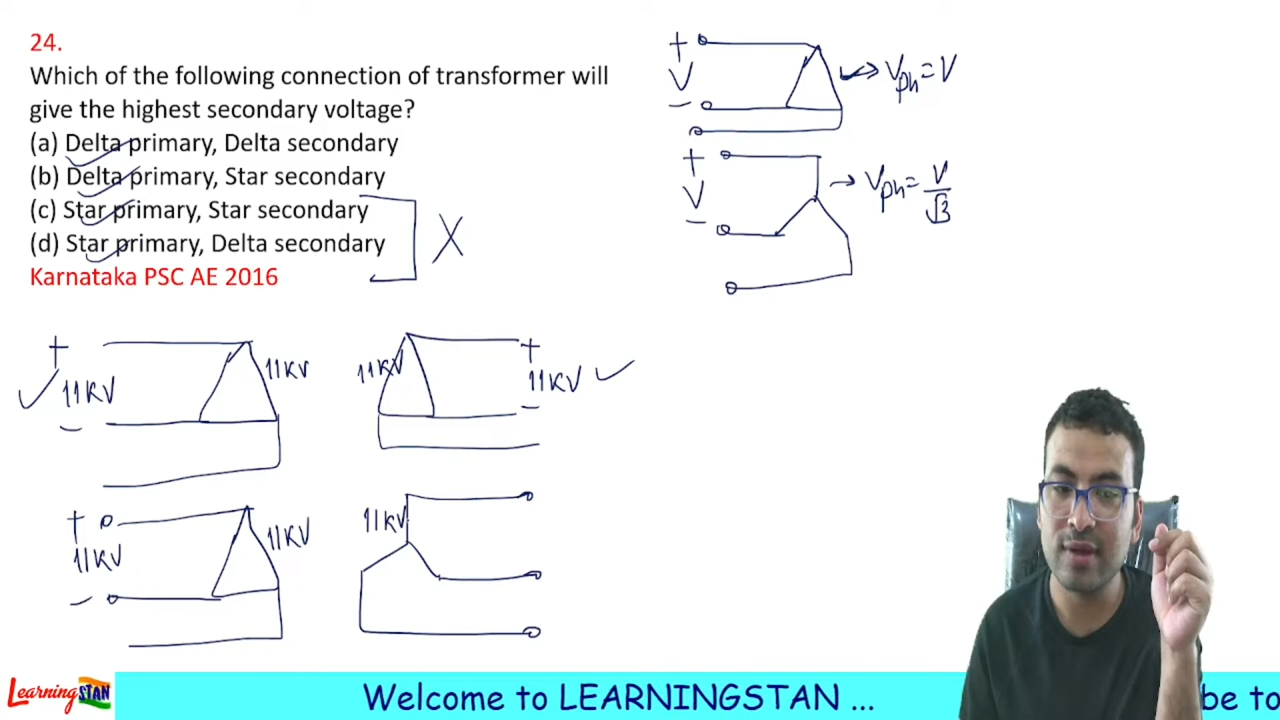 24.
Which of the following connection of transformer will
give the highest secondary voltage?
(a) Delta primary, Delta secondary
(b) Delta primary, Star secondary
(c) Star primary, Star secondary
(d) Star primary, Delta secondary
Karnataka PSC AE 2016
X
+
V
−
Vph = V
+
V
−
Vph = V/√3
+
11KV
−
11KV
11KV
+
11KV
−
+
11KV
−
11KV
11KV
Learning STAN
Welcome to LEARNINGSTAN ...
be to